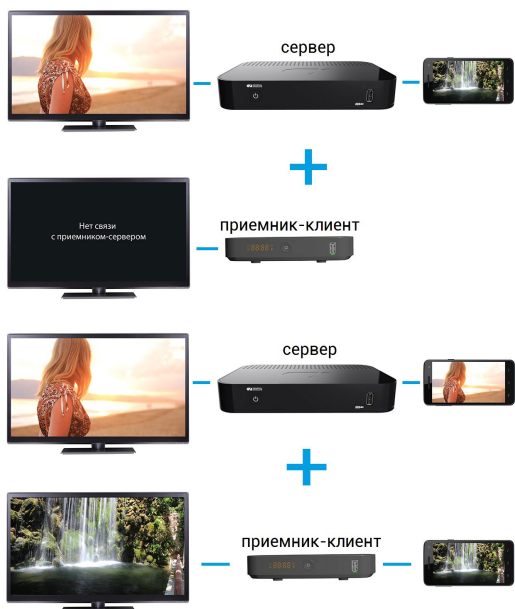 сервер
Нет связи
с приемником-сервером
приемник-клиент
сервер
приемник-клиент